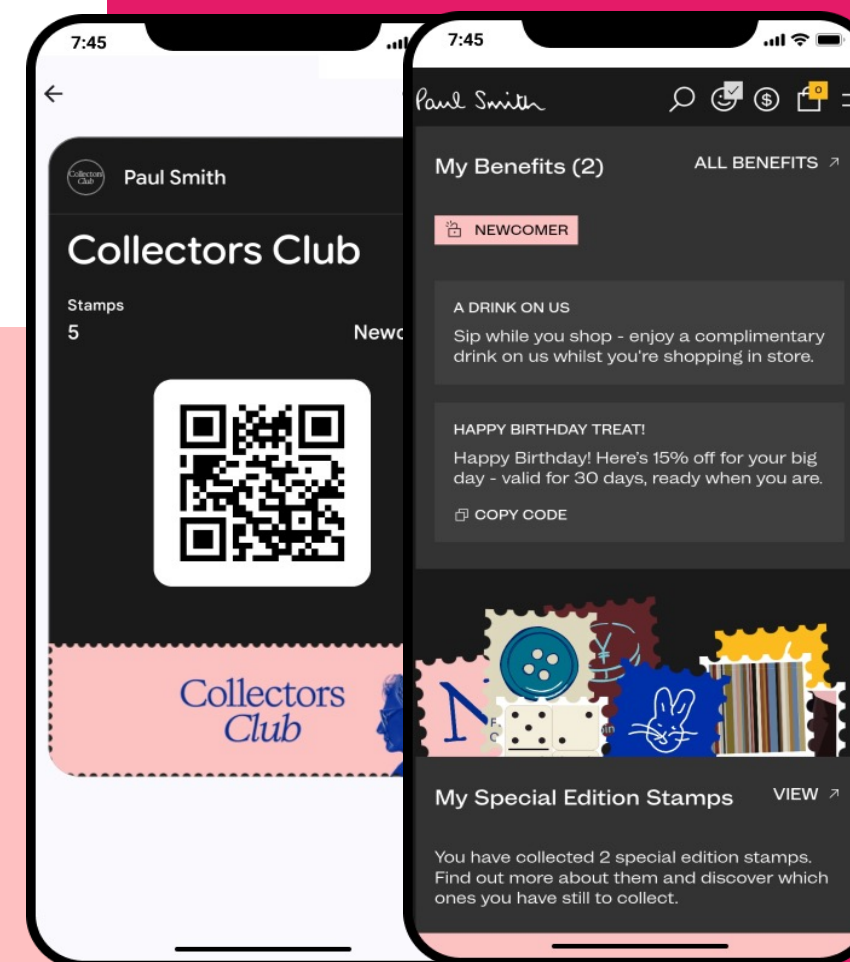 7:45
Collectors
Club
Paul Smith
Collectors Club
Stamps
5
Collectors
Club
7:45
Paul Smith
0
My Benefits (2)
ALL BENEFITS
NEWCOMER
A DRINK ON US
Sip while you shop - enjoy a complimentary
drink on us whilst you're shopping in store.
HAPPY BIRTHDAY TREAT!
Happy Birthday! Here's 15% off for your big
day - valid for 30 days, ready when you are.
COPY CODE
N
My Special Edition Stamps
VIEW
You have collected 2 special edition stamps.
Find out more about them and discover which
ones you have still to collect.